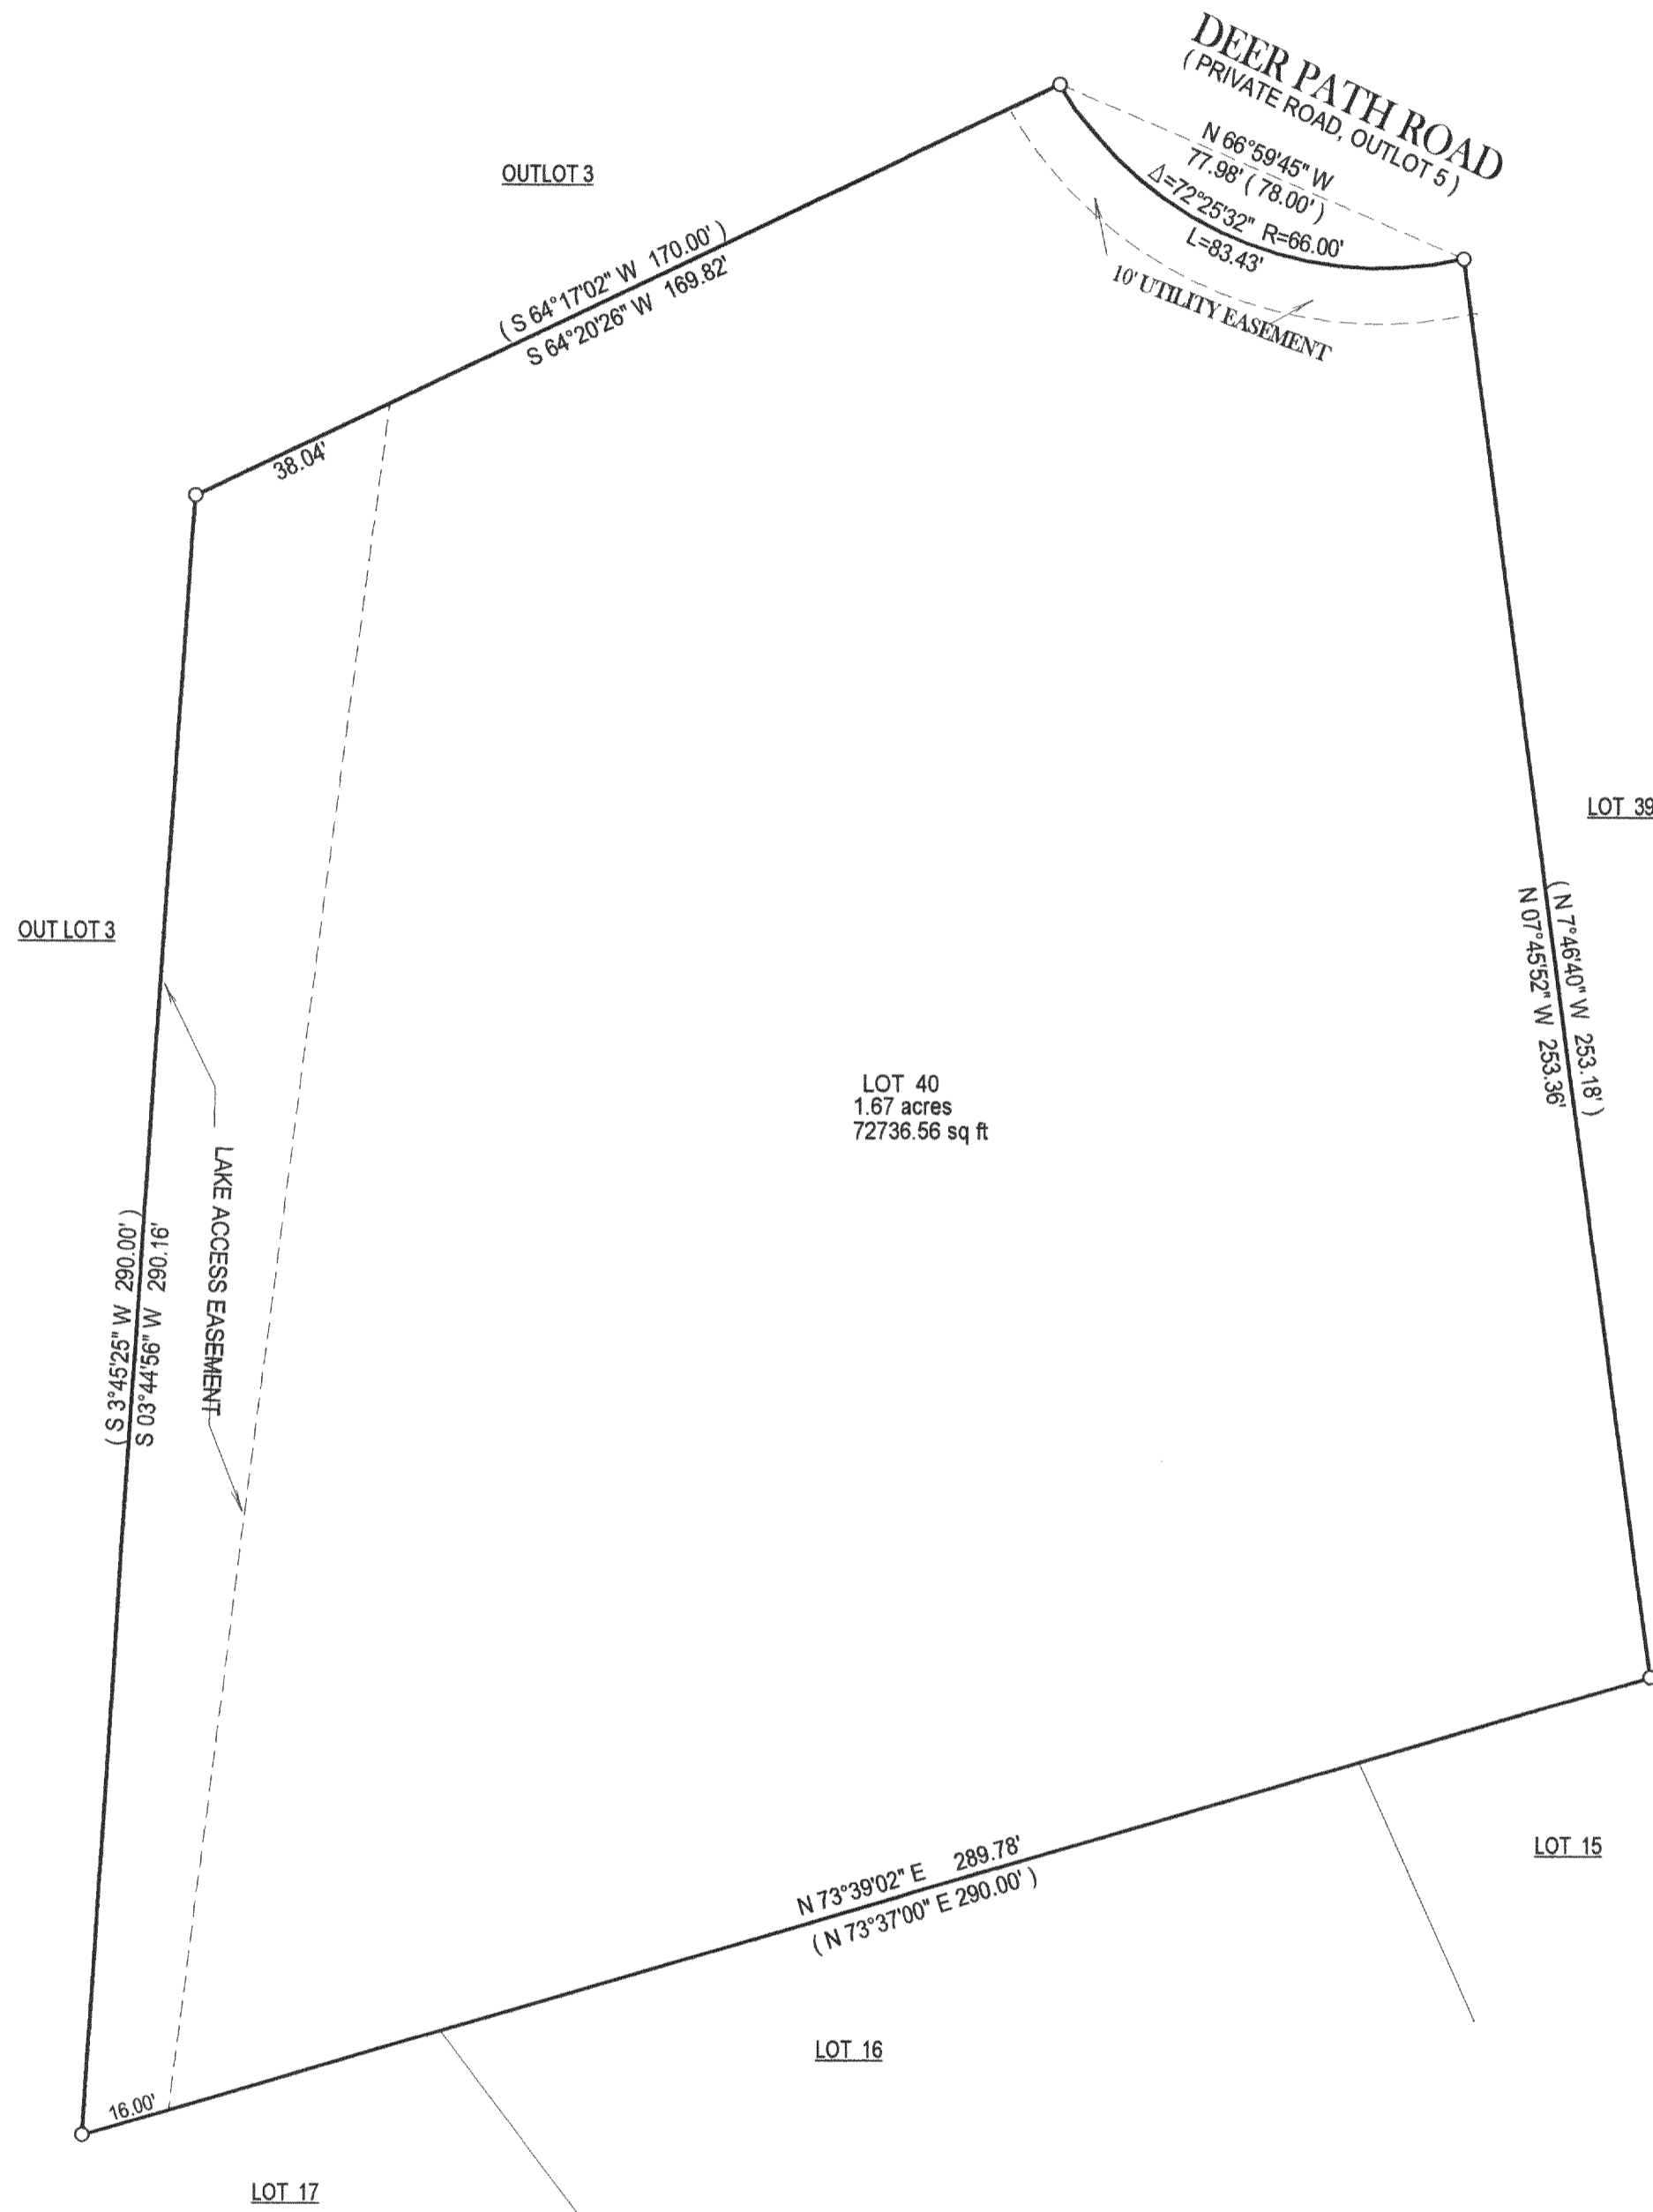 DEER PATH ROAD
( PRIVATE ROAD, OUTLOT 5 )
N 66°59'45" W
77.98' ( 78.00' )
Δ=72°25'32" R=66.00'
L=83.43'
10' UTILITY EASEMENT
OUTLOT 3
( S 64°17'02" W 170.00' )
S 64°20'26" W 169.82'
38.04'
LOT 39
OUT LOT 3
( N 7°46'40" W 253.18' )
N 07°45'52" W 253.36'
LOT 40
1.67 acres
72736.56 sq ft
LAKE ACCESS EASEMENT
( S 3°45'25" W 290.00' )
S 03°44'56" W 290.16'
N 73°39'02" E 289.78'
( N 73°37'00" E 290.00' )
LOT 15
LOT 16
16.00'
LOT 17